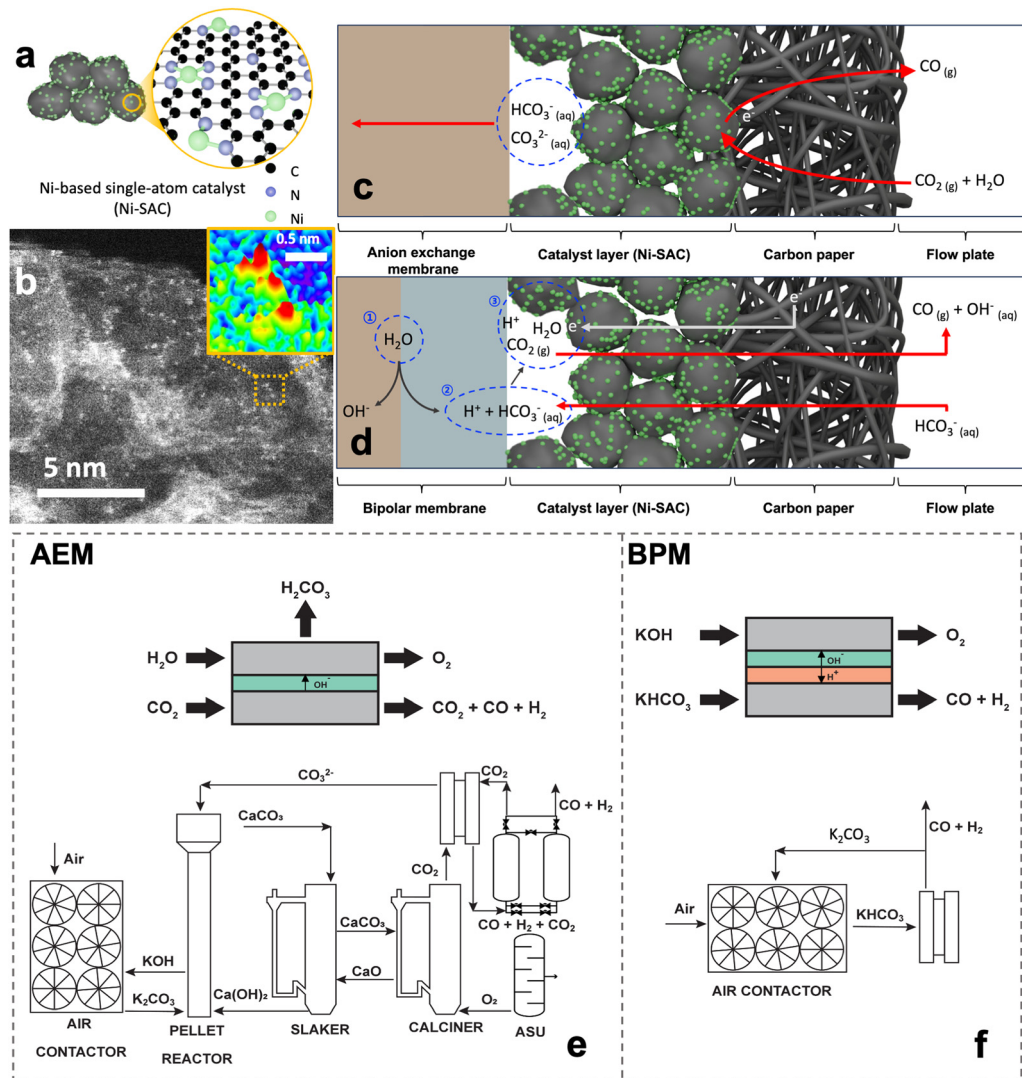 a
C
N
Ni
Ni-based single-atom catalyst
(Ni-SAC)
b
0.5 nm
5 nm
HCO₃⁻ (aq)
CO₃²⁻ (aq)
e⁻
CO (g)
CO₂ (g) + H₂O
c
Anion exchange
membrane
Catalyst layer (Ni-SAC)
Carbon paper
Flow plate
①
H₂O
OH⁻
②
H⁺ + HCO₃⁻ (aq)
③
H⁺
H₂O
CO₂ (g)
e⁻
e⁻
CO (g) + OH⁻ (aq)
HCO₃⁻ (aq)
d
Bipolar membrane
Catalyst layer (Ni-SAC)
Carbon paper
Flow plate
AEM
H₂CO₃
H₂O
O₂
OH⁻
CO₂
CO₂ + CO + H₂
CO₃²⁻
CO₂
CO + H₂
CaCO₃
Air
CO₂
CaCO₃
CO + H₂ + CO₂
KOH
CaO
K₂CO₃
Ca(OH)₂
O₂
AIR
CONTACTOR
PELLET
REACTOR
SLAKER
CALCINER
ASU
e
BPM
KOH
O₂
OH⁻
H⁺
KHCO₃
CO + H₂
K₂CO₃
CO + H₂
Air
KHCO₃
AIR CONTACTOR
f